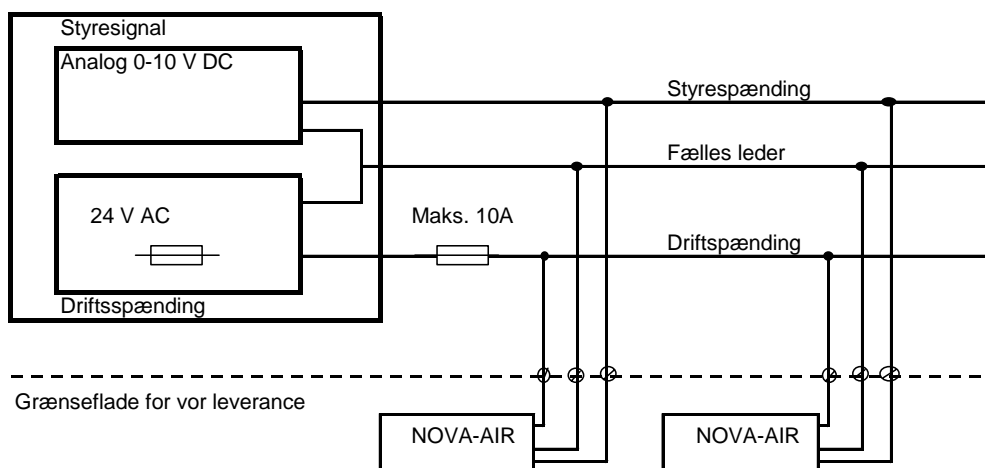 Styresignal
Analog 0-10 V DC
Styrespænding
Fælles leder
24 V AC
Maks. 10A
Driftspænding
Driftsspænding
Grænseflade for vor leverance
NOVA-AIR
NOVA-AIR